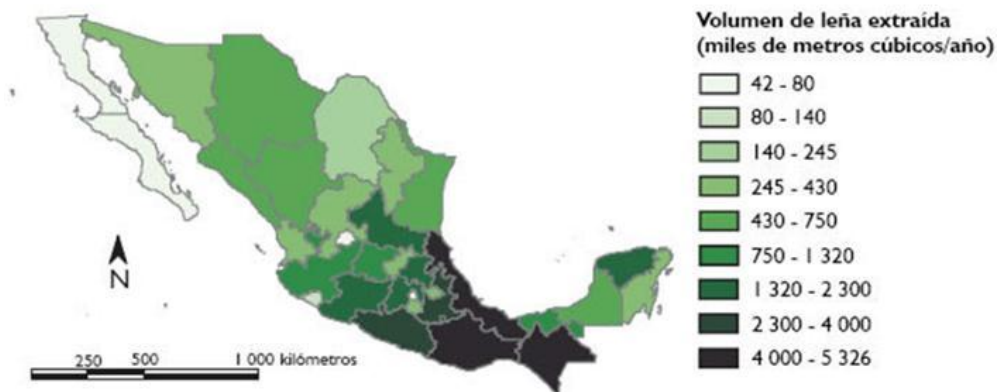 Volumen de leña extraída
(miles de metros cúbicos/año)
42 - 80
80 - 140
140 - 245
245 - 430
430 - 750
750 - 1 320
1 320 - 2 300
2 300 - 4 000
4 000 - 5 326
N
250 500 1 000 kilómetros